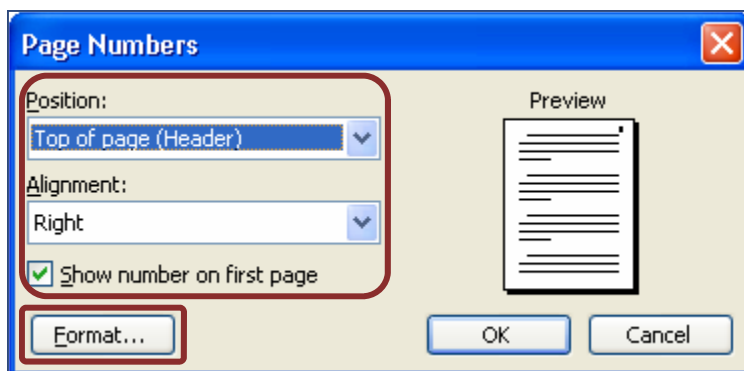 Page Numbers
Position:
Preview
Top of page (Header)
Alignment:
Right
Show number on first page
Format...
OK
Cancel